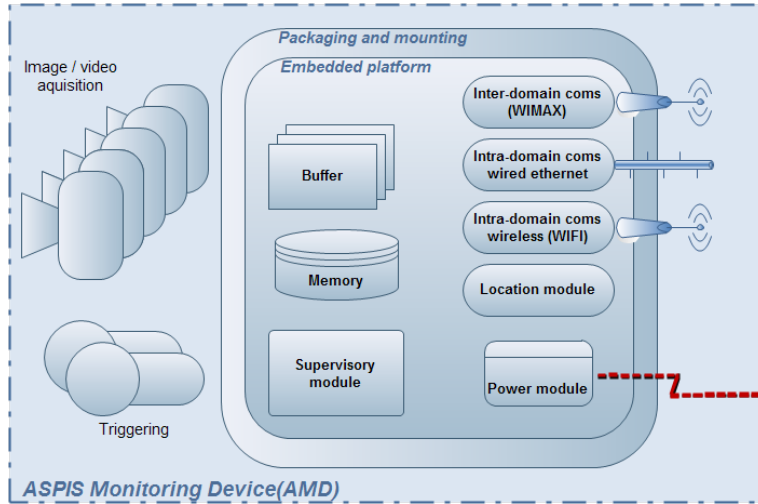 Packaging and mounting
Image / video
aquisition
Embedded platform
Inter-domain coms
(WIMAX)
Buffer
Intra-domain coms
wired ethernet
Intra-domain coms
wireless (WIFI)
Memory
Location module
Supervisory
module
Power module
Triggering
ASPIS Monitoring Device(AMD)